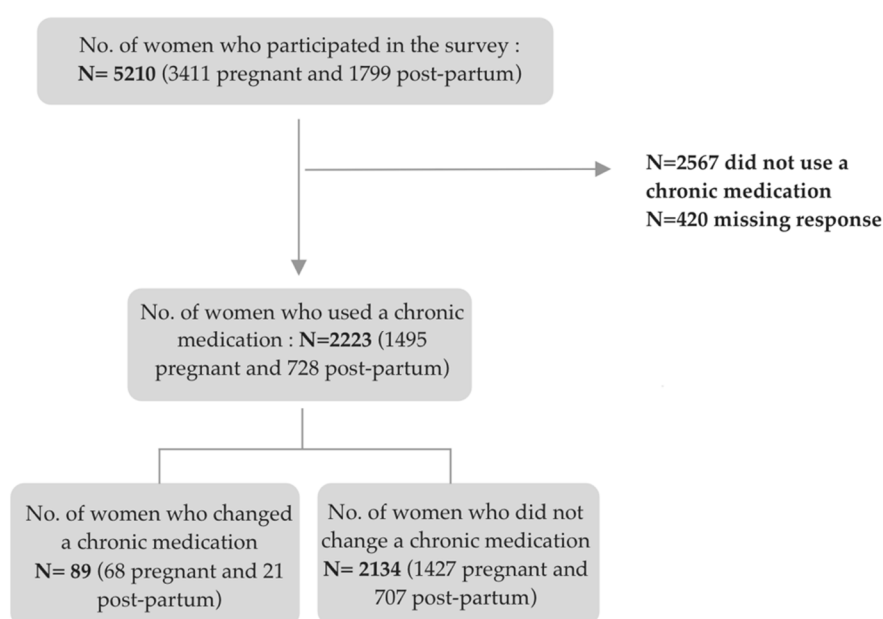 No. of women who participated in the survey :
N= 5210 (3411 pregnant and 1799 post-partum)
N=2567 did not use a
chronic medication
N=420 missing response
No. of women who used a chronic
medication : N=2223 (1495
pregnant and 728 post-partum)
No. of women who changed
a chronic medication
N= 89 (68 pregnant and 21
post-partum)
No. of women who did not
change a chronic medication
N= 2134 (1427 pregnant and
707 post-partum)